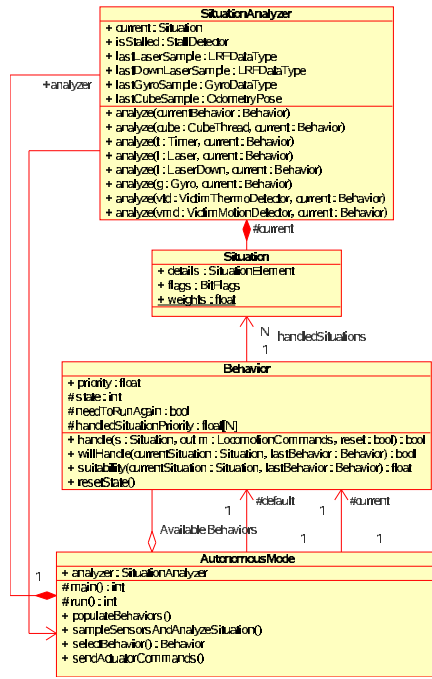 SituationAnalyzer
+ current : Situation
+ isStalled : StallDetector
+ lastLaserSample : LRFDataType
+ lastDownLaserSample : LRFDataType
+ lastGyroSample : GyroDataType
+ lastCubeSample : OdometryPose
+ analyze(currentBehavior : Behavior)
+ analyze(cube : CubeThread, current : Behavior)
+ analyze(t : Timer, current : Behavior)
+ analyze(l : Laser, current : Behavior)
+ analyze(l : LaserDown, current : Behavior)
+ analyze(g : Gyro, current : Behavior)
+ analyze(vtd : VictimThermoDetector, current : Behavior)
+ analyze(vmd : VictimMotionDetector, current : Behavior)
+analyzer
#current
Situation
+ details : SituationElement
+ flags : BitFlags
+ weights : float
N
handledSituations
1
Behavior
+ priority : float
# state : int
# needToRunAgain : bool
# handledSituationPriority : float[N]
+ handle(s : Situation, out m : LocomotionCommands, reset : bool) : bool
+ willHandle(currentSituation : Situation, lastBehavior : Behavior) : bool
+ suitability(currentSituation : Situation, lastBehavior : Behavior) : float
+ resetState()
#default
#current
1
1
Available Behaviors
1
1
AutonomousMode
+ analyzer : SituationAnalyzer
# main() : int
# run() : int
+ populateBehaviors()
+ sampleSensorsAndAnalyzeSituation()
+ selectBehavior() : Behavior
+ sendActuatorCommands()
1